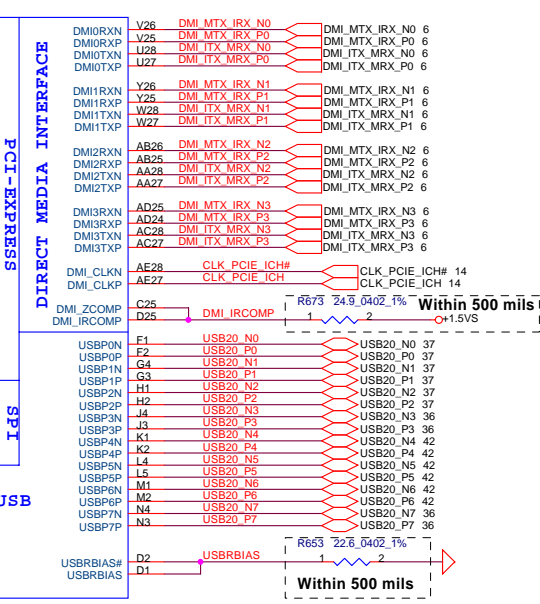 PCI-EXPRESS
DIRECT MEDIA INTERFACE
SPI
USB
DMI0RXN V26 DMI_MTX_IRX_N0 DMI_MTX_IRX_N0 6
DMI0RXP V25 DMI_MTX_IRX_P0 DMI_MTX_IRX_P0 6
DMI0TXN U28 DMI_ITX_MRX_N0 DMI_ITX_MRX_N0 6
DMI0TXP U27 DMI_ITX_MRX_P0 DMI_ITX_MRX_P0 6
DMI1RXN Y26 DMI_MTX_IRX_N1 DMI_MTX_IRX_N1 6
DMI1RXP Y25 DMI_MTX_IRX_P1 DMI_MTX_IRX_P1 6
DMI1TXN W28 DMI_ITX_MRX_N1 DMI_ITX_MRX_N1 6
DMI1TXP W27 DMI_ITX_MRX_P1 DMI_ITX_MRX_P1 6
DMI2RXN AB26 DMI_MTX_IRX_N2 DMI_MTX_IRX_N2 6
DMI2RXP AB25 DMI_MTX_IRX_P2 DMI_MTX_IRX_P2 6
DMI2TXN AA28 DMI_ITX_MRX_N2 DMI_ITX_MRX_N2 6
DMI2TXP AA27 DMI_ITX_MRX_P2 DMI_ITX_MRX_P2 6
DMI3RXN AD25 DMI_MTX_IRX_N3 DMI_MTX_IRX_N3 6
DMI3RXP AD24 DMI_MTX_IRX_P3 DMI_MTX_IRX_P3 6
DMI3TXN AC28 DMI_ITX_MRX_N3 DMI_ITX_MRX_N3 6
DMI3TXP AC27 DMI_ITX_MRX_P3 DMI_ITX_MRX_P3 6
DMI_CLKN AE28 CLK_PCIE_ICH# CLK_PCIE_ICH# 14
DMI_CLKP AE27 CLK_PCIE_ICH CLK_PCIE_ICH 14
R673 24.9_0402_1% Within 500 mils
DMI_ZCOMP C25
DMI_IRCOMP D25 DMI_IRCOMP 1 2 +1.5VS
USBP0N F1 USB20_N0 USB20_N0 37
USBP0P F2 USB20_P0 USB20_P0 37
USBP1N G4 USB20_N1 USB20_N1 37
USBP1P G3 USB20_P1 USB20_P1 37
USBP2N H1 USB20_N2 USB20_N2 37
USBP2P H2 USB20_P2 USB20_P2 37
USBP3N J4 USB20_N3 USB20_N3 36
USBP3P J3 USB20_P3 USB20_P3 36
USBP4N K1 USB20_N4 USB20_N4 42
USBP4P K2 USB20_P4 USB20_P4 42
USBP5N L4 USB20_N5 USB20_N5 42
USBP5P L5 USB20_P5 USB20_P5 42
USBP6N M1 USB20_N6 USB20_N6 42
USBP6P M2 USB20_P6 USB20_P6 42
USBP7N N4 USB20_N7 USB20_N7 36
USBP7P N3 USB20_P7 USB20_P7 36
R653 22.6_0402_1%
USBRBIAS# D2 USBRBIAS 1 2
USBRBIAS D1
Within 500 mils